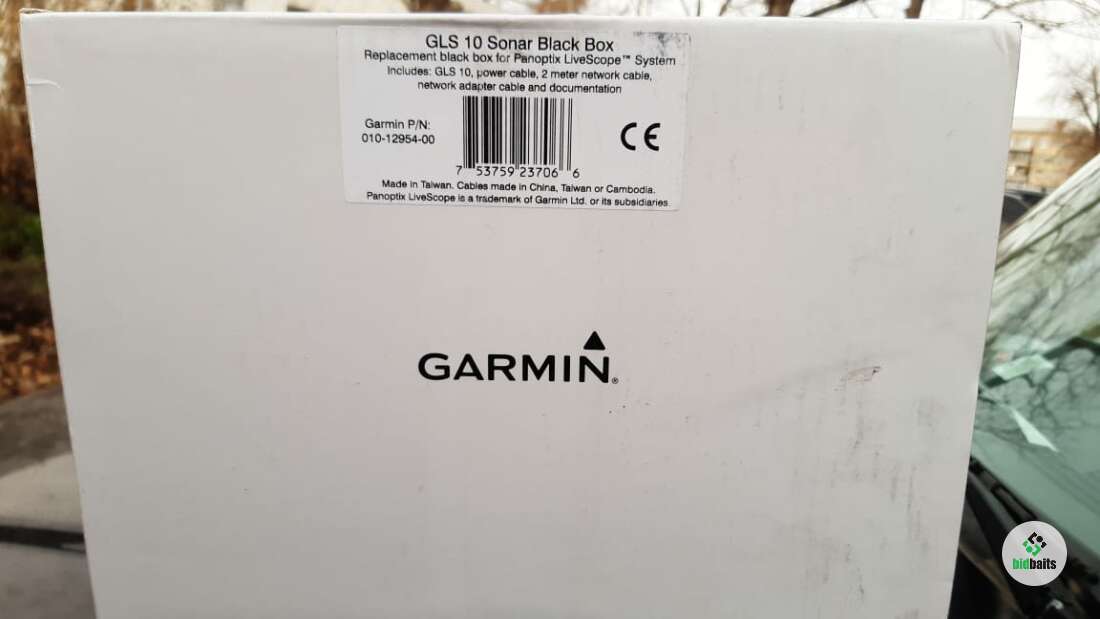 GLS 10 Sonar Black Box
Replacement black box for Panoptix LiveScope™ System
Includes: GLS 10, power cable, 2 meter network cable,
network adapter cable and documentation
Garmin P/N:
010-12954-00
CE
7 53759 23706 6
Made in Taiwan. Cables made in China, Taiwan or Cambodia.
Panoptix LiveScope is a trademark of Garmin Ltd. or its subsidiaries
GARMIN®
bidbaits